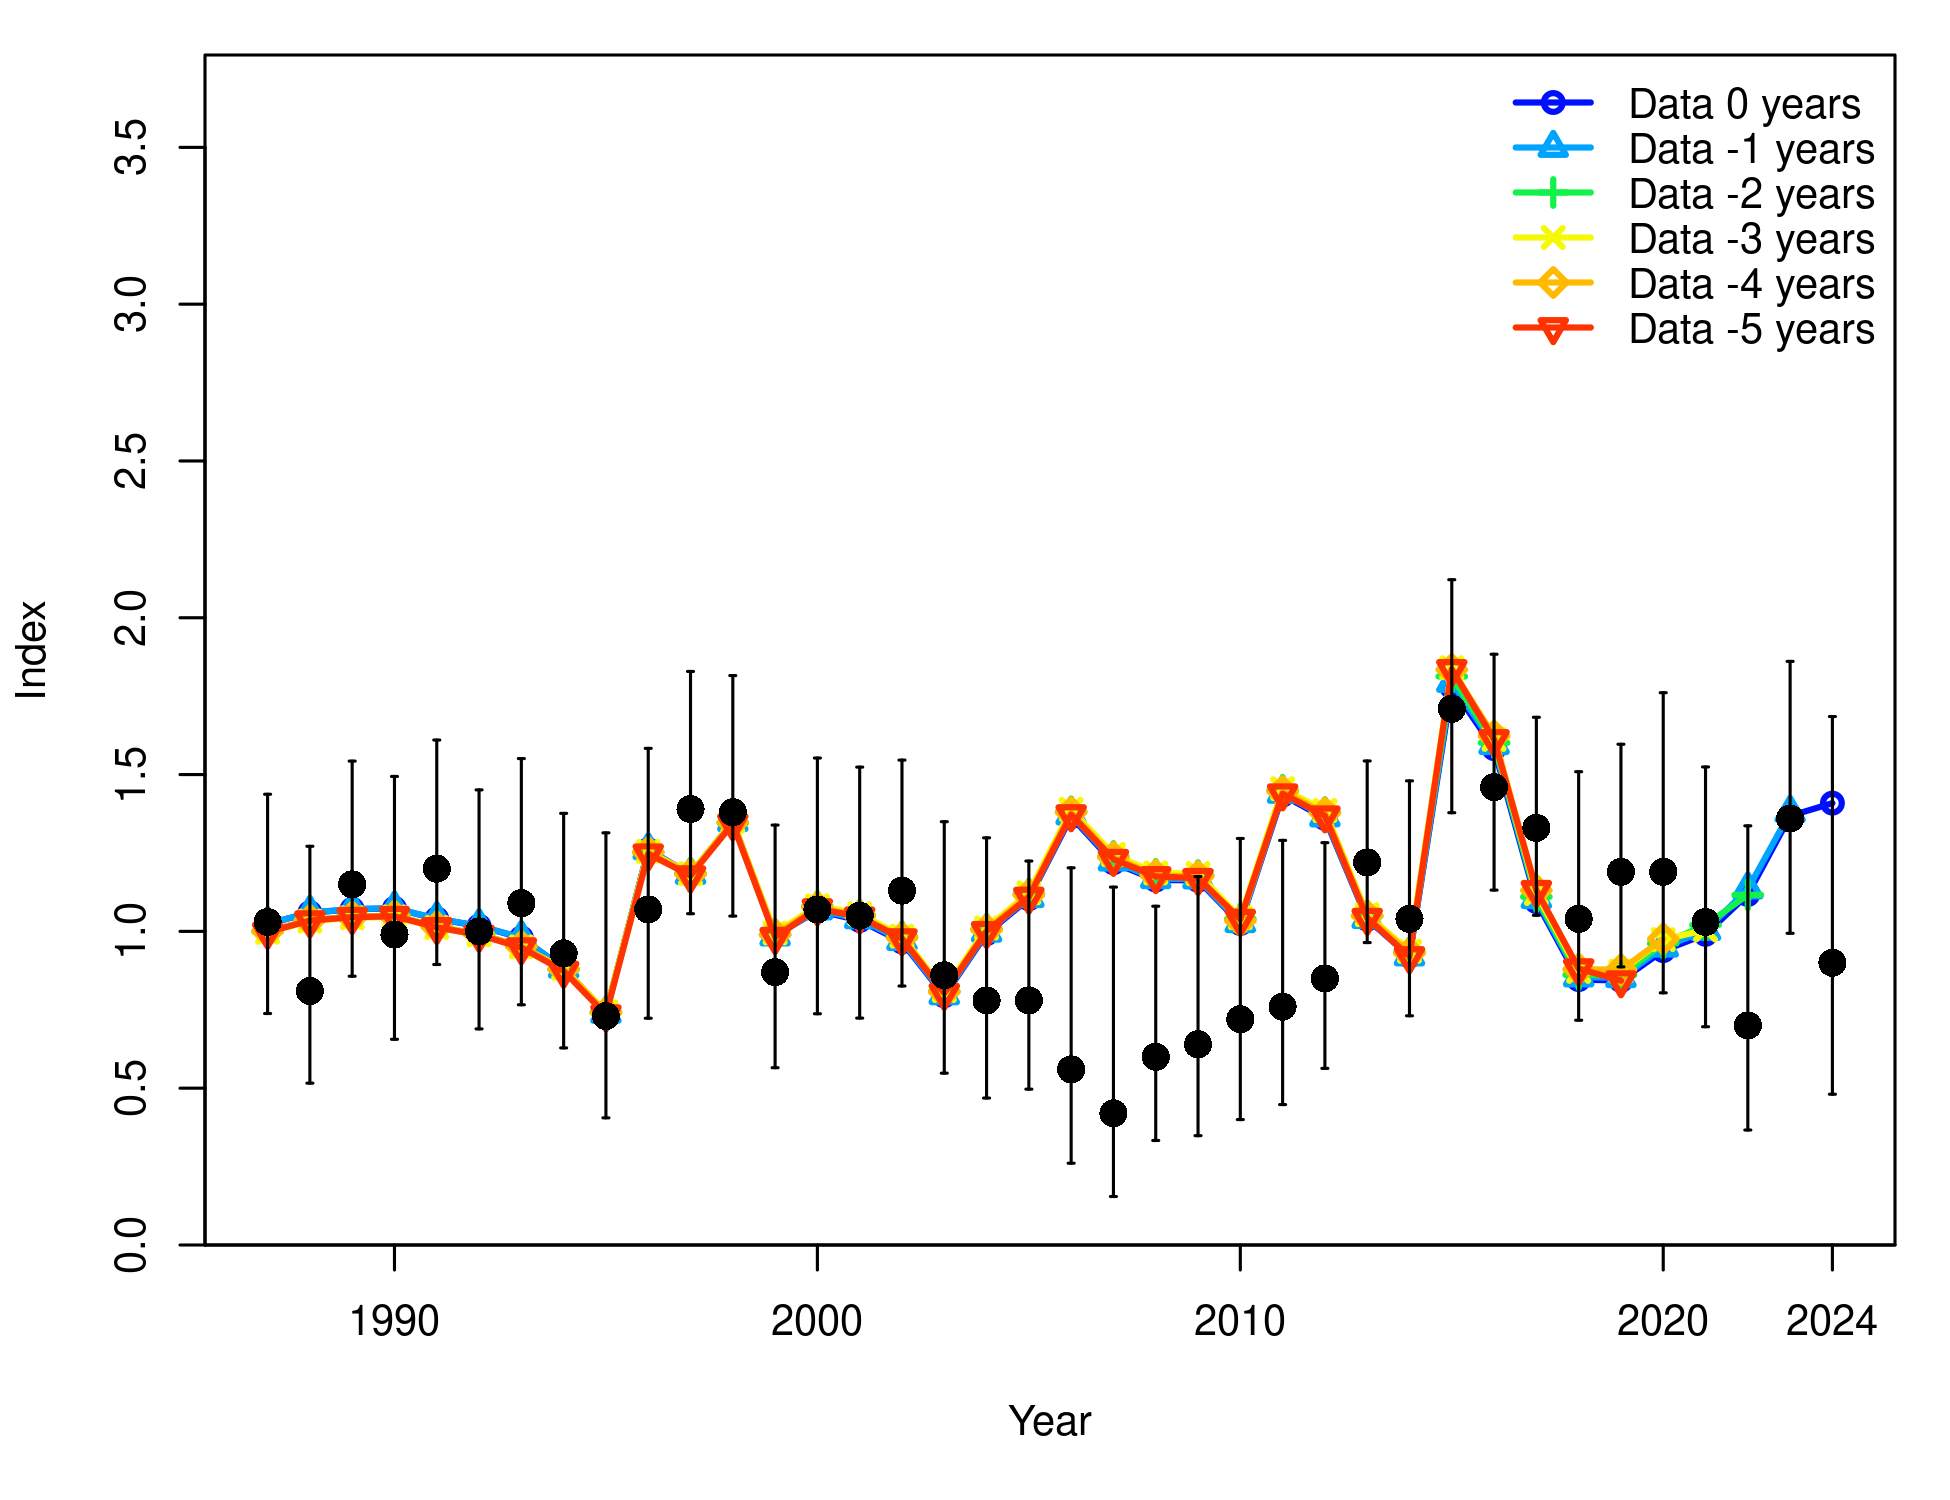 Data 0 years
Data -1 years
Data -2 years
Data -3 years
Data -4 years
Data -5 years
3.5
3.0
2.5
2.0
1.5
1.0
0.5
0.0
Index
1990 2000 2010 2020 2024
Year